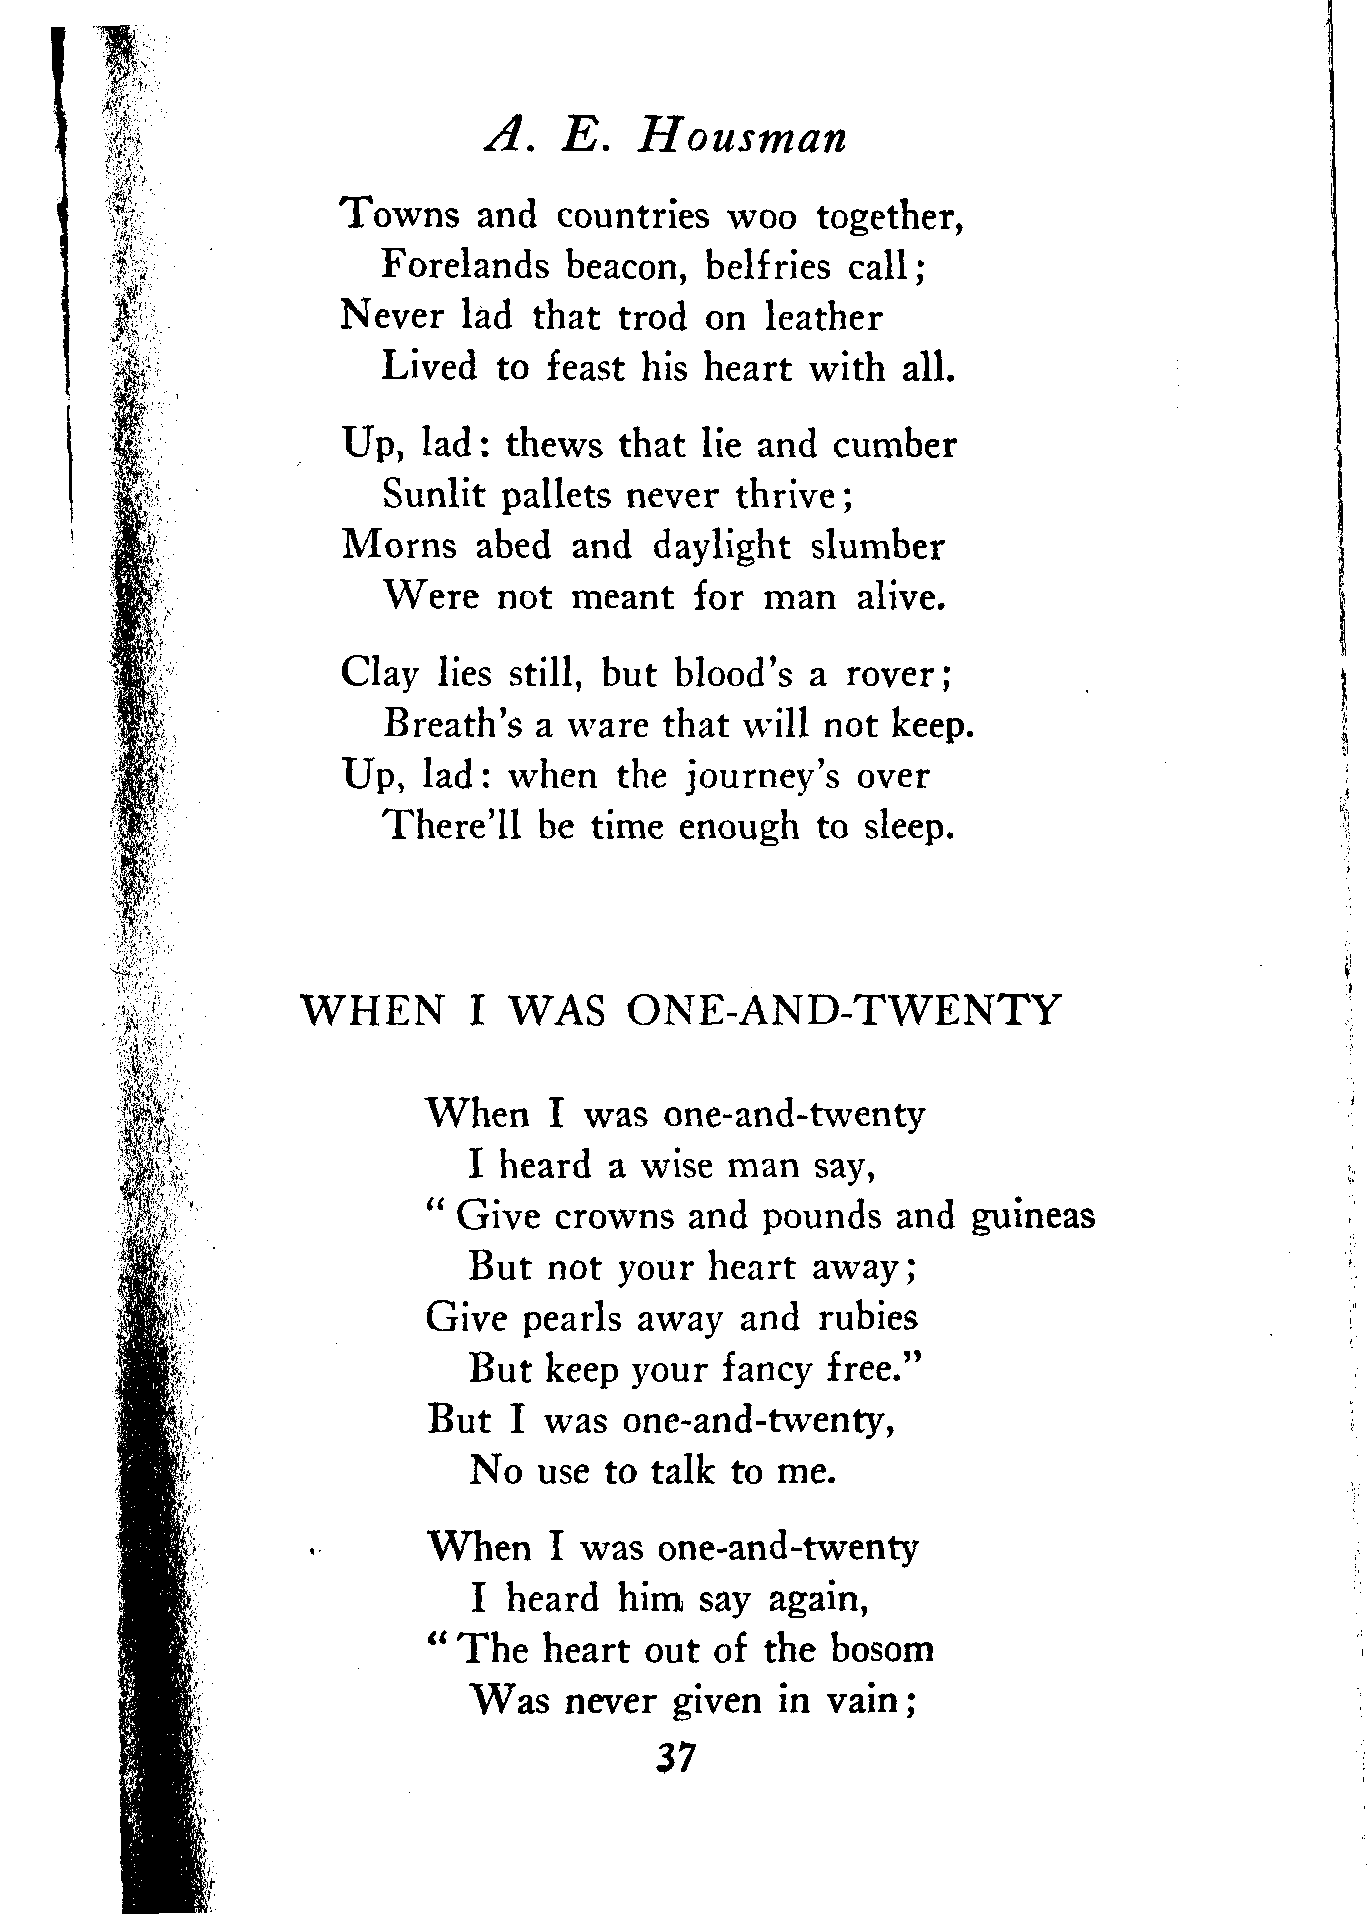 A. E. Housman
Towns and countries woo together,
Forelands beacon, belfries call;
Never lad that trod on leather
Lived to feast his heart with all.
Up, lad: thews that lie and cumber
Sunlit pallets never thrive;
Morns abed and daylight slumber
Were not meant for man alive.
Clay lies still, but blood's a rover;
Breath's a ware that will not keep.
Up, lad: when the journey's over
There'll be time enough to sleep.
WHEN I WAS ONE-AND-TWENTY
When I was one-and-twenty
I heard a wise man say,
"Give crowns and pounds and guineas
But not your heart away;
Give pearls away and rubies
But keep your fancy free."
But I was one-and-twenty,
No use to talk to me.
When I was one-and-twenty
I heard him say again,
"The heart out of the bosom
Was never given in vain;
37